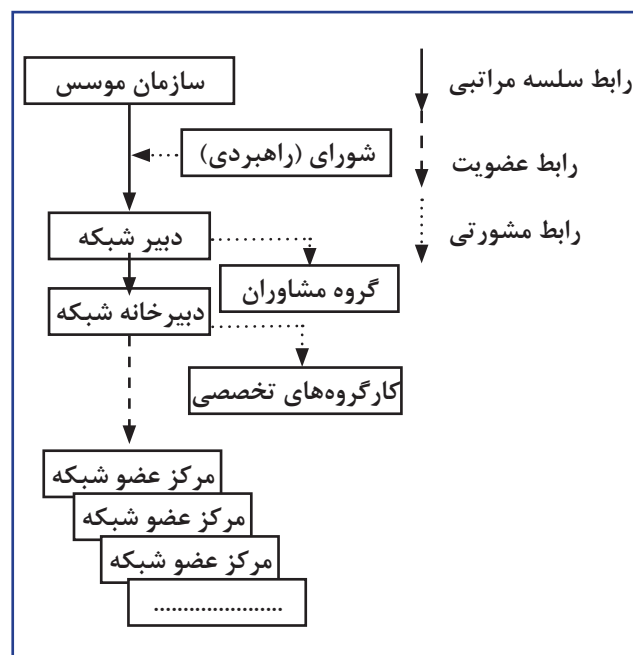 سازمان موسس
رابط سلسه مراتبی
شورای (راهبردی)
رابط عضویت
دبیر شبکه
رابط مشورتی
گروه مشاوران
دبیرخانه شبکه
کارگروه‌های تخصصی
مرکز عضو شبکه
مرکز عضو شبکه
مرکز عضو شبکه
......................